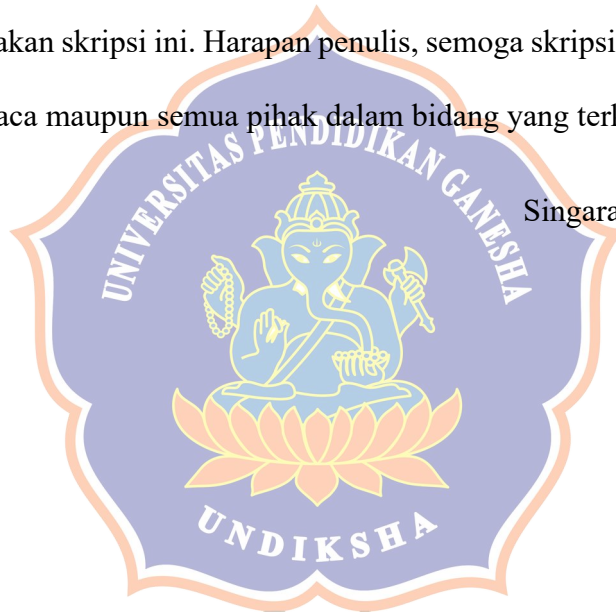 akan skripsi ini. Harapan penulis, semoga skripsi
aca maupun semua pihak dalam bidang yang terl
Singara
UNIVERSITAS PENDIDIKAN GANESHA
UNDIKSHA